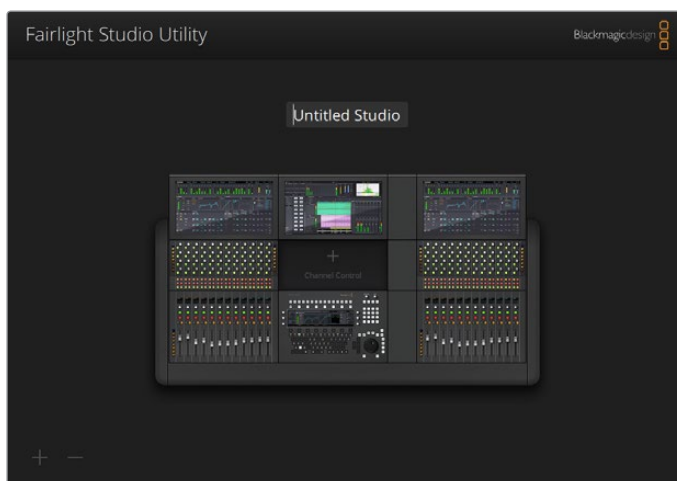 Fairlight Studio Utility
Blackmagicdesign
Untitled Studio
Channel Control